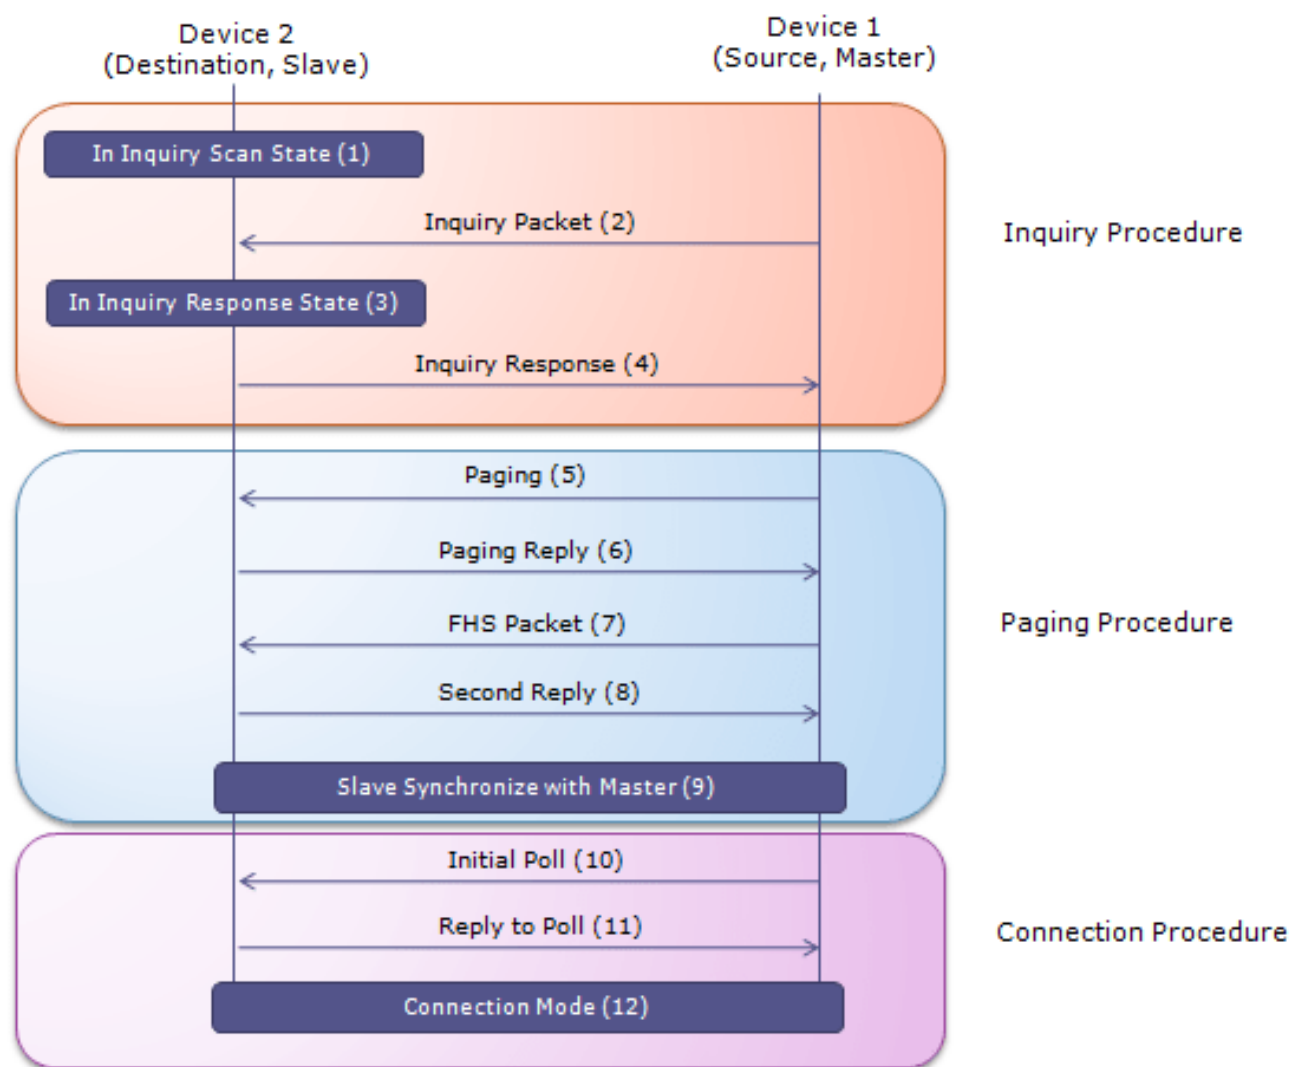 Device 2
(Destination, Slave)
Device 1
(Source, Master)
In Inquiry Scan State (1)
Inquiry Packet (2)
Inquiry Procedure
In Inquiry Response State (3)
Inquiry Response (4)
Paging (5)
Paging Reply (6)
FHS Packet (7)
Paging Procedure
Second Reply (8)
Slave Synchronize with Master (9)
Initial Poll (10)
Reply to Poll (11)
Connection Procedure
Connection Mode (12)